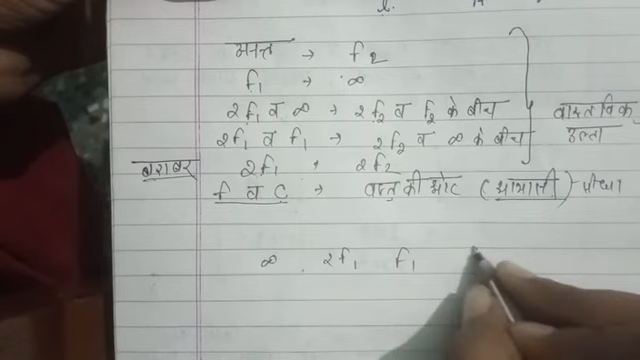 अनन्त → f2
f1 → ∞
2f1 व ∞ → 2f2 व f2 के बीच
2f1 व f1 → 2f2 व ∞ के बीच
वास्तविक
उल्टा
बराबर 2f1 , 2f2
f व C → वस्तु की ओर (आभासी) सीधा
∞ . 2f1 f1